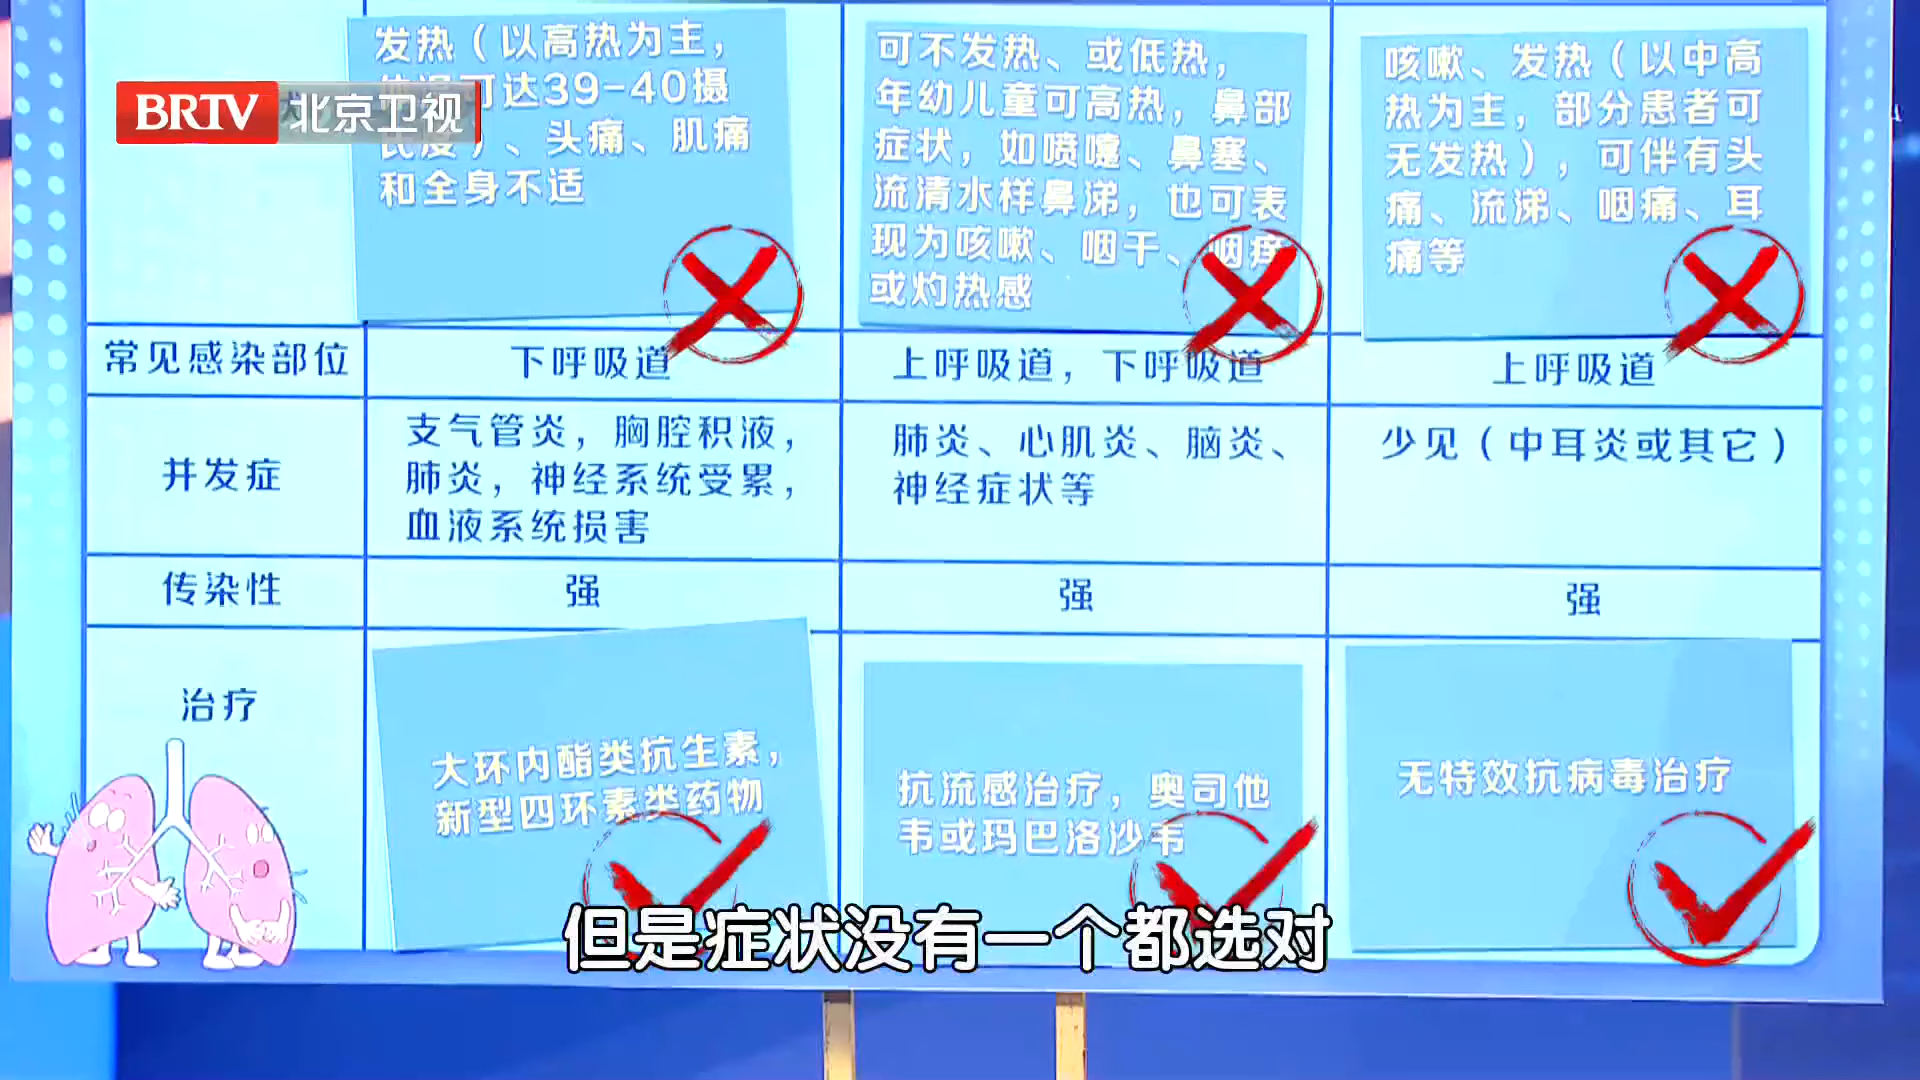 发热（以高热为主，
可达39-40摄
、头痛、肌痛
和全身不适
可不发热、或低热，
年幼儿童可高热，鼻部
症状，如喷嚏、鼻塞、
流清水样鼻涕，也可表
现为咳嗽、咽干、咽痒
或灼热感
咳嗽、发热（以中高
热为主，部分患者可
无发热），可伴有头
痛、流涕、咽痛、耳
痛等
BRTV 北京卫视
常见感染部位
下呼吸道
上呼吸道，下呼吸道
上呼吸道
并发症
支气管炎，胸腔积液，
肺炎，神经系统受累，
血液系统损害
肺炎、心肌炎、脑炎、
神经症状等
少见（中耳炎或其它）
传染性
强
强
强
治疗
大环内酯类抗生素，
新型四环素类药物
抗流感治疗，奥司他
韦或玛巴洛沙韦
无特效抗病毒治疗
但是症状没有一个都选对